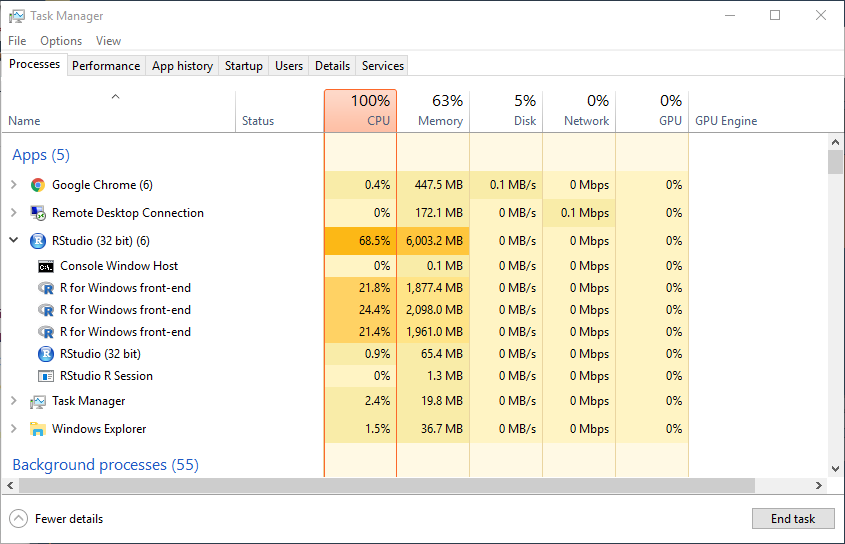 Task Manager
File Options View
Processes Performance App history Startup Users Details Services
100% 63% 5% 0% 0%
Name Status CPU Memory Disk Network GPU GPU Engine
Apps (5)
Google Chrome (6) 0.4% 447.5 MB 0.1 MB/s 0 Mbps 0%
Remote Desktop Connection 0% 172.1 MB 0 MB/s 0.1 Mbps 0%
RStudio (32 bit) (6) 68.5% 6,003.2 MB 0 MB/s 0 Mbps 0%
Console Window Host 0% 0.1 MB 0 MB/s 0 Mbps 0%
R for Windows front-end 21.8% 1,877.4 MB 0 MB/s 0 Mbps 0%
R for Windows front-end 24.4% 2,098.0 MB 0 MB/s 0 Mbps 0%
R for Windows front-end 21.4% 1,961.0 MB 0 MB/s 0 Mbps 0%
RStudio (32 bit) 0.9% 65.4 MB 0 MB/s 0 Mbps 0%
RStudio R Session 0% 1.3 MB 0 MB/s 0 Mbps 0%
Task Manager 2.4% 19.8 MB 0 MB/s 0 Mbps 0%
Windows Explorer 1.5% 36.7 MB 0 MB/s 0 Mbps 0%
Background processes (55)
Fewer details End task